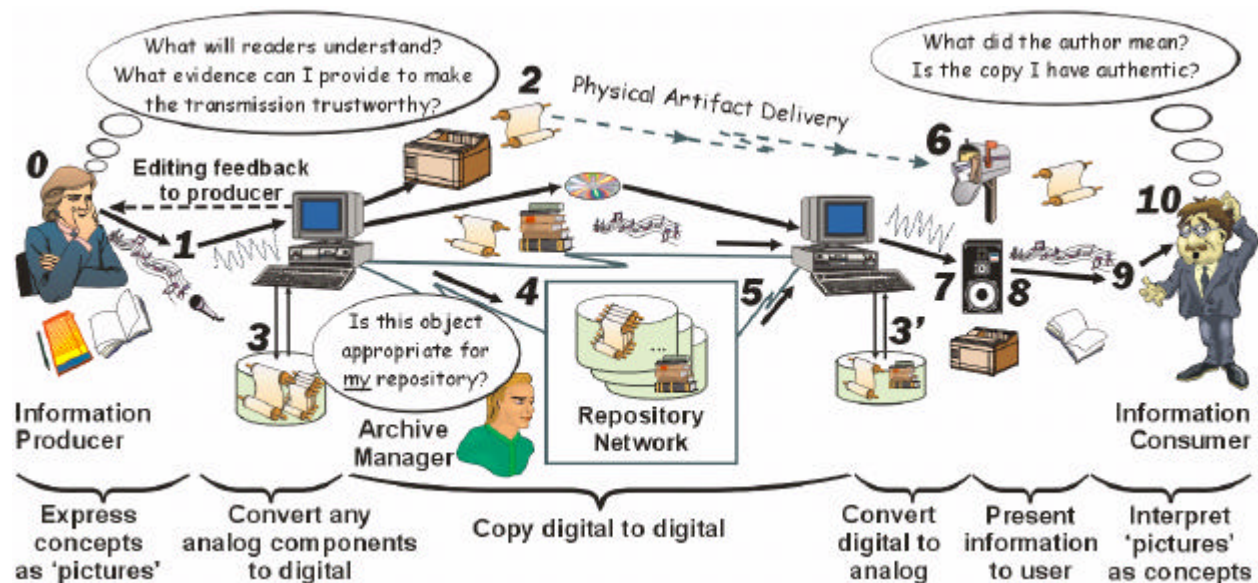 What will readers understand?
What evidence can I provide to make
the transmission trustworthy?
What did the author mean?
Is the copy I have authentic?
0
Editing feedback
to producer
1
2
Physical Artifact Delivery
3
4
Is this object
appropriate for
my repository?
...
5
6
3’
7
8
9
10
Information
Producer
Archive
Manager
Repository
Network
Information
Consumer
Express
concepts
as ‘pictures’
Convert any
analog components
to digital
Copy digital to digital
Convert
digital to
analog
Present
information
to user
Interpret
‘pictures’
as concepts